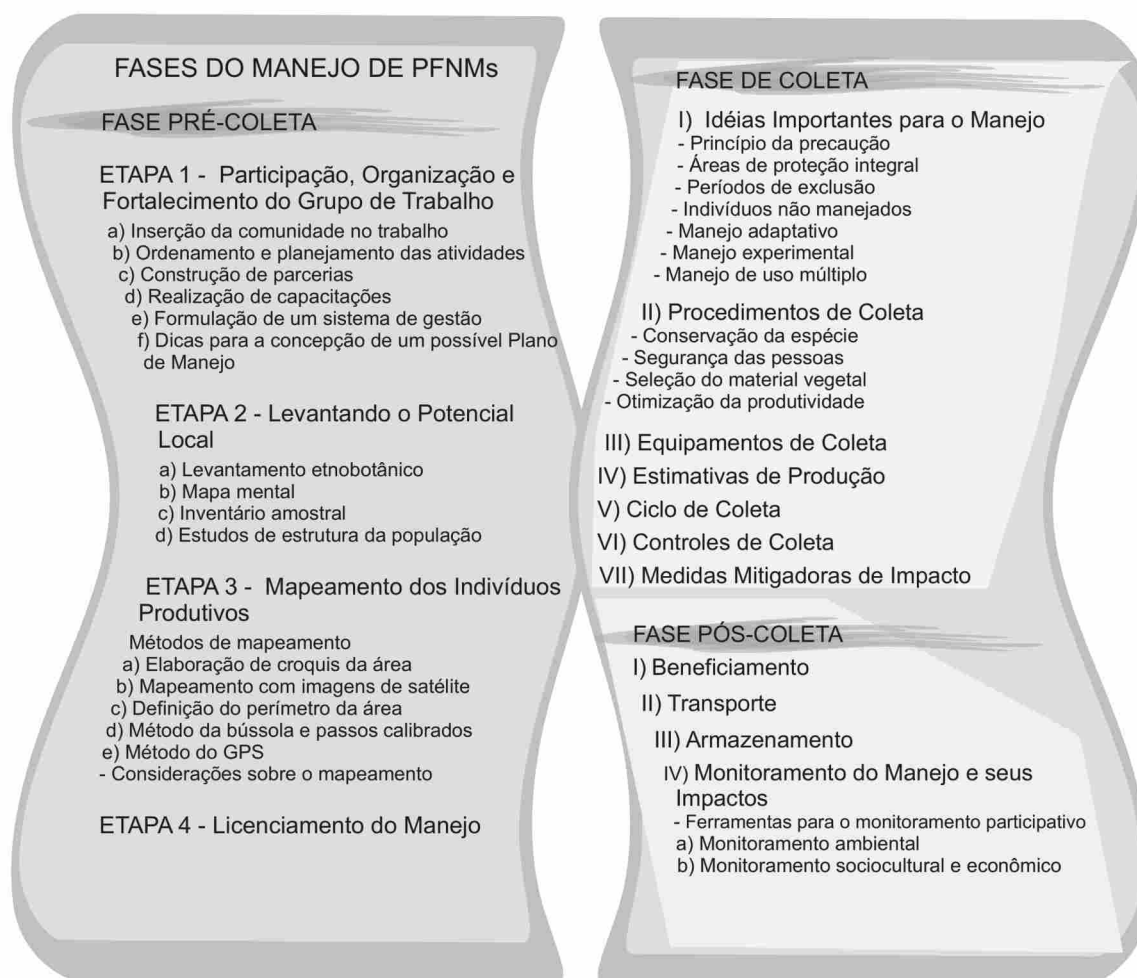 FASES DO MANEJO DE PFNMs
FASE PRÉ-COLETA
ETAPA 1 - Participação, Organização e
Fortalecimento do Grupo de Trabalho
a) Inserção da comunidade no trabalho
b) Ordenamento e planejamento das atividades
c) Construção de parcerias
d) Realização de capacitações
e) Formulação de um sistema de gestão
f) Dicas para a concepção de um possível Plano
de Manejo
ETAPA 2 - Levantando o Potencial
Local
a) Levantamento etnobotânico
b) Mapa mental
c) Inventário amostral
d) Estudos de estrutura da população
ETAPA 3 - Mapeamento dos Indivíduos
Produtivos
Métodos de mapeamento
a) Elaboração de croquis da área
b) Mapeamento com imagens de satélite
c) Definição do perímetro da área
d) Método da bússola e passos calibrados
e) Método do GPS
- Considerações sobre o mapeamento
ETAPA 4 - Licenciamento do Manejo
FASE DE COLETA
I) Idéias Importantes para o Manejo
- Princípio da precaução
- Áreas de proteção integral
- Períodos de exclusão
- Indivíduos não manejados
- Manejo adaptativo
- Manejo experimental
- Manejo de uso múltiplo
II) Procedimentos de Coleta
- Conservação da espécie
- Segurança das pessoas
- Seleção do material vegetal
- Otimização da produtividade
III) Equipamentos de Coleta
IV) Estimativas de Produção
V) Ciclo de Coleta
VI) Controles de Coleta
VII) Medidas Mitigadoras de Impacto
FASE PÓS-COLETA
I) Beneficiamento
II) Transporte
III) Armazenamento
IV) Monitoramento do Manejo e seus
Impactos
- Ferramentas para o monitoramento participativo
a) Monitoramento ambiental
b) Monitoramento sociocultural e econômico